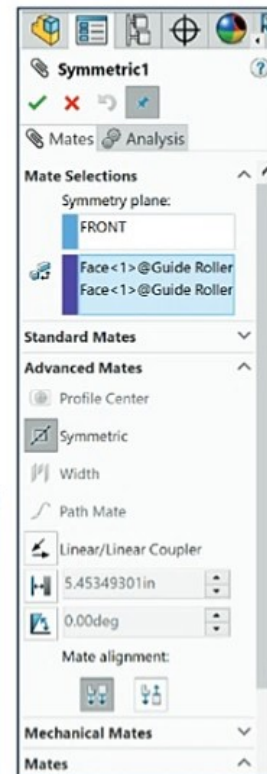 Symmetric1
?
Mates Analysis
Mate Selections
Symmetry plane:
FRONT
Face<1>@Guide Roller
Face<1>@Guide Roller
Standard Mates
Advanced Mates
Profile Center
Symmetric
Width
Path Mate
Linear/Linear Coupler
5.45349301in
0.00deg
Mate alignment:
Mechanical Mates
Mates